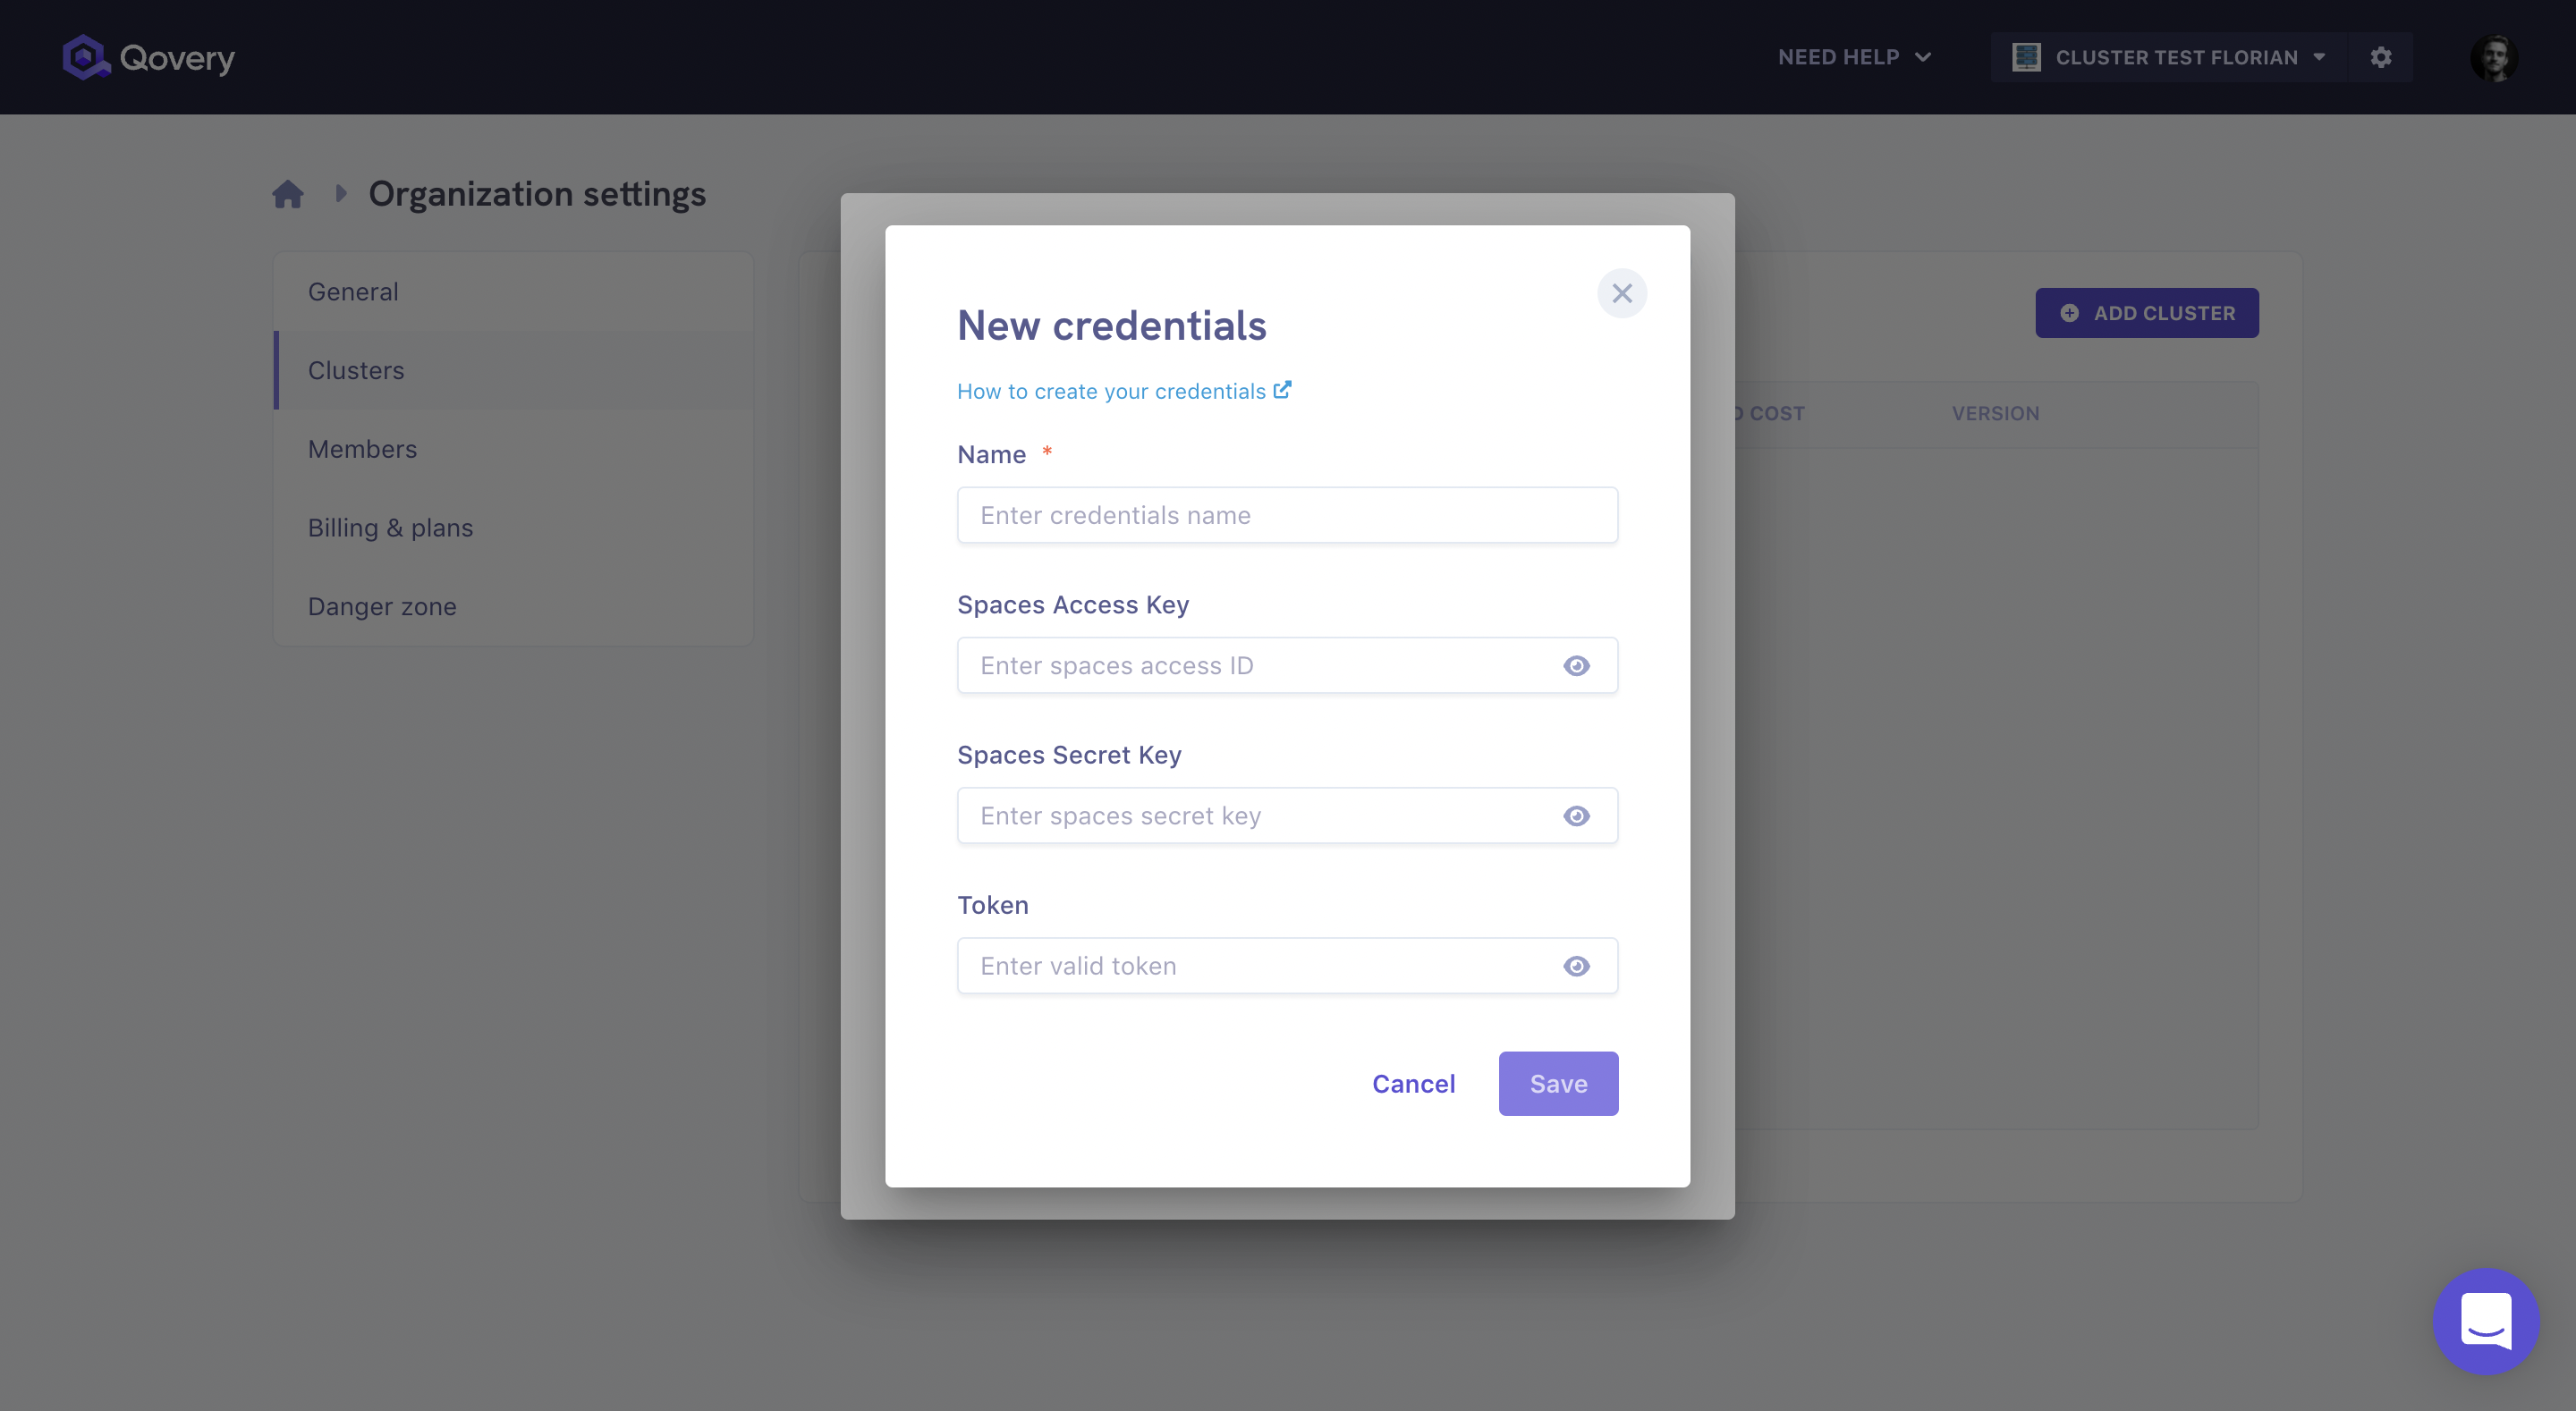 Qovery
NEED HELP
CLUSTER TEST FLORIAN
Organization settings
General
Clusters
Members
Billing & plans
Danger zone
ADD CLUSTER
COST
VERSION
New credentials
How to create your credentials
Name *
Enter credentials name
Spaces Access Key
Enter spaces access ID
Spaces Secret Key
Enter spaces secret key
Token
Enter valid token
Cancel
Save